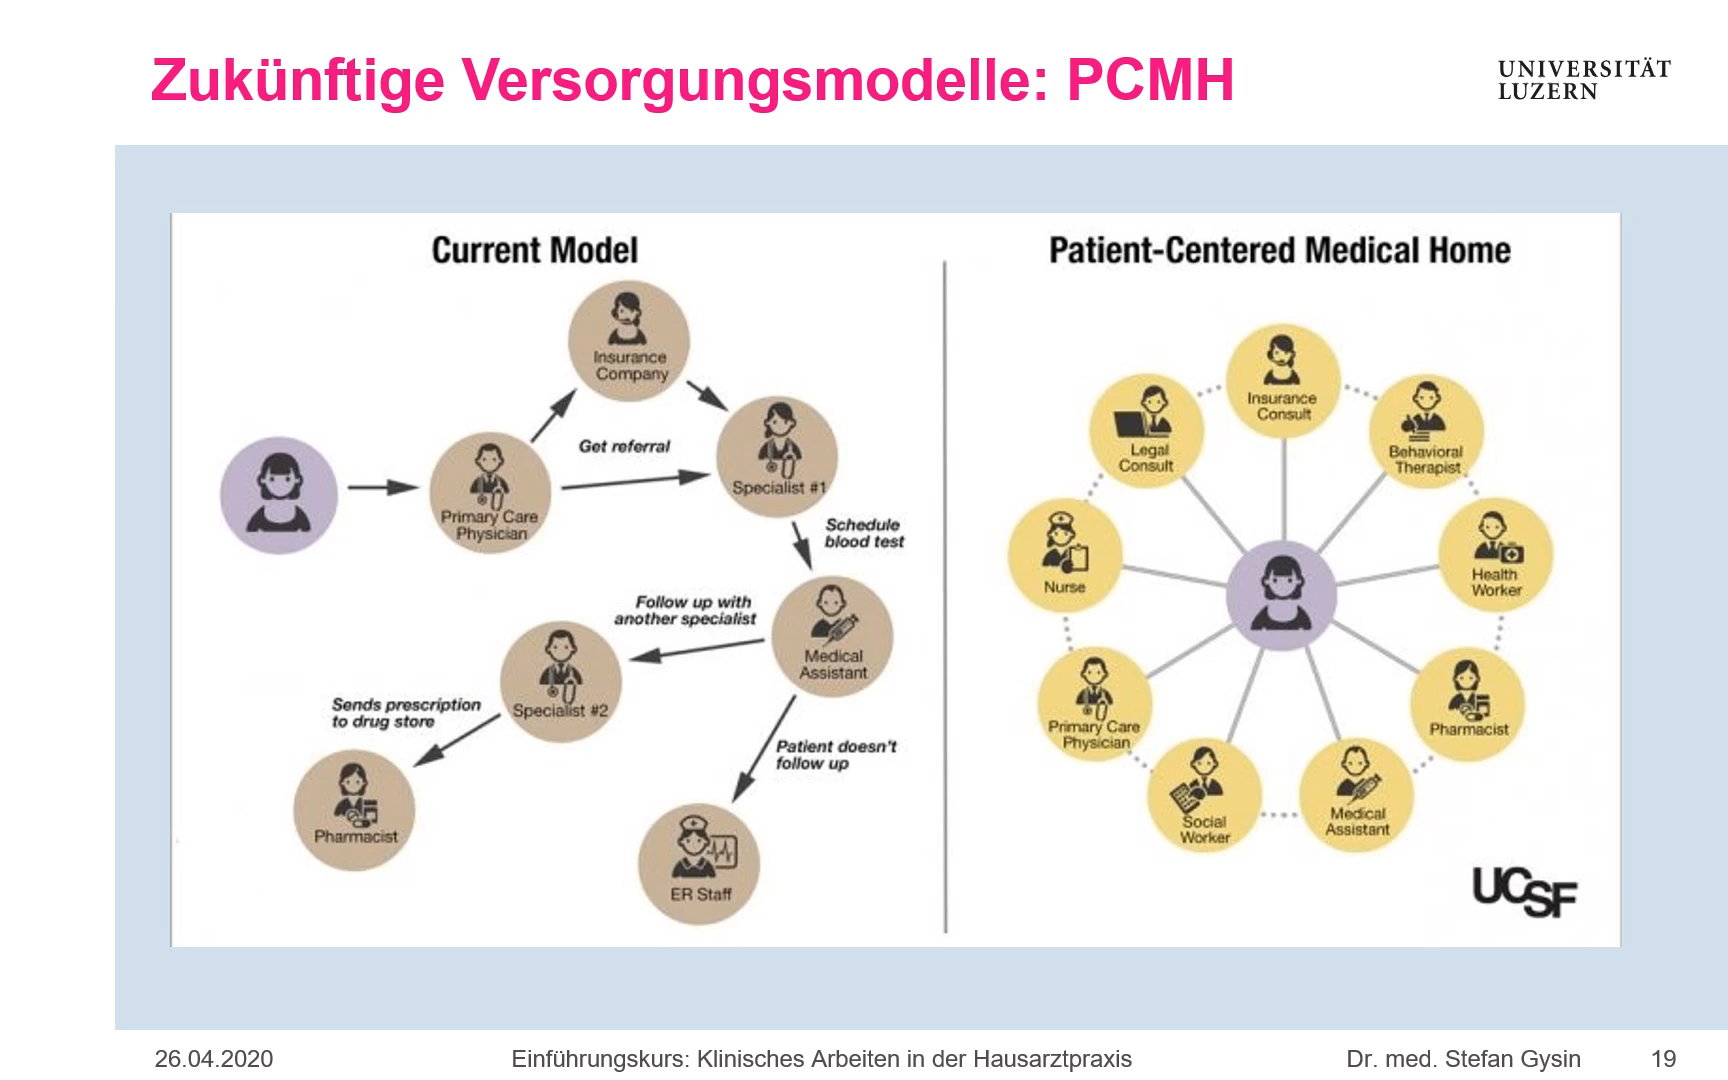 Zukünftige Versorgungsmodelle: PCMH
UNIVERSITÄT
LUZERN
Current Model
Insurance
Company
Get referral
Primary Care
Physician
Specialist #1
Schedule
blood test
Follow up with
another specialist
Medical
Assistant
Specialist #2
Sends prescription
to drug store
Patient doesn't
follow up
Pharmacist
ER Staff
Patient-Centered Medical Home
Insurance
Consult
Legal
Consult
Behavioral
Therapist
Nurse
Health
Worker
Primary Care
Physician
Pharmacist
Social
Worker
Medical
Assistant
UCSF
26.04.2020
Einführungskurs: Klinisches Arbeiten in der Hausarztpraxis
Dr. med. Stefan Gysin
19